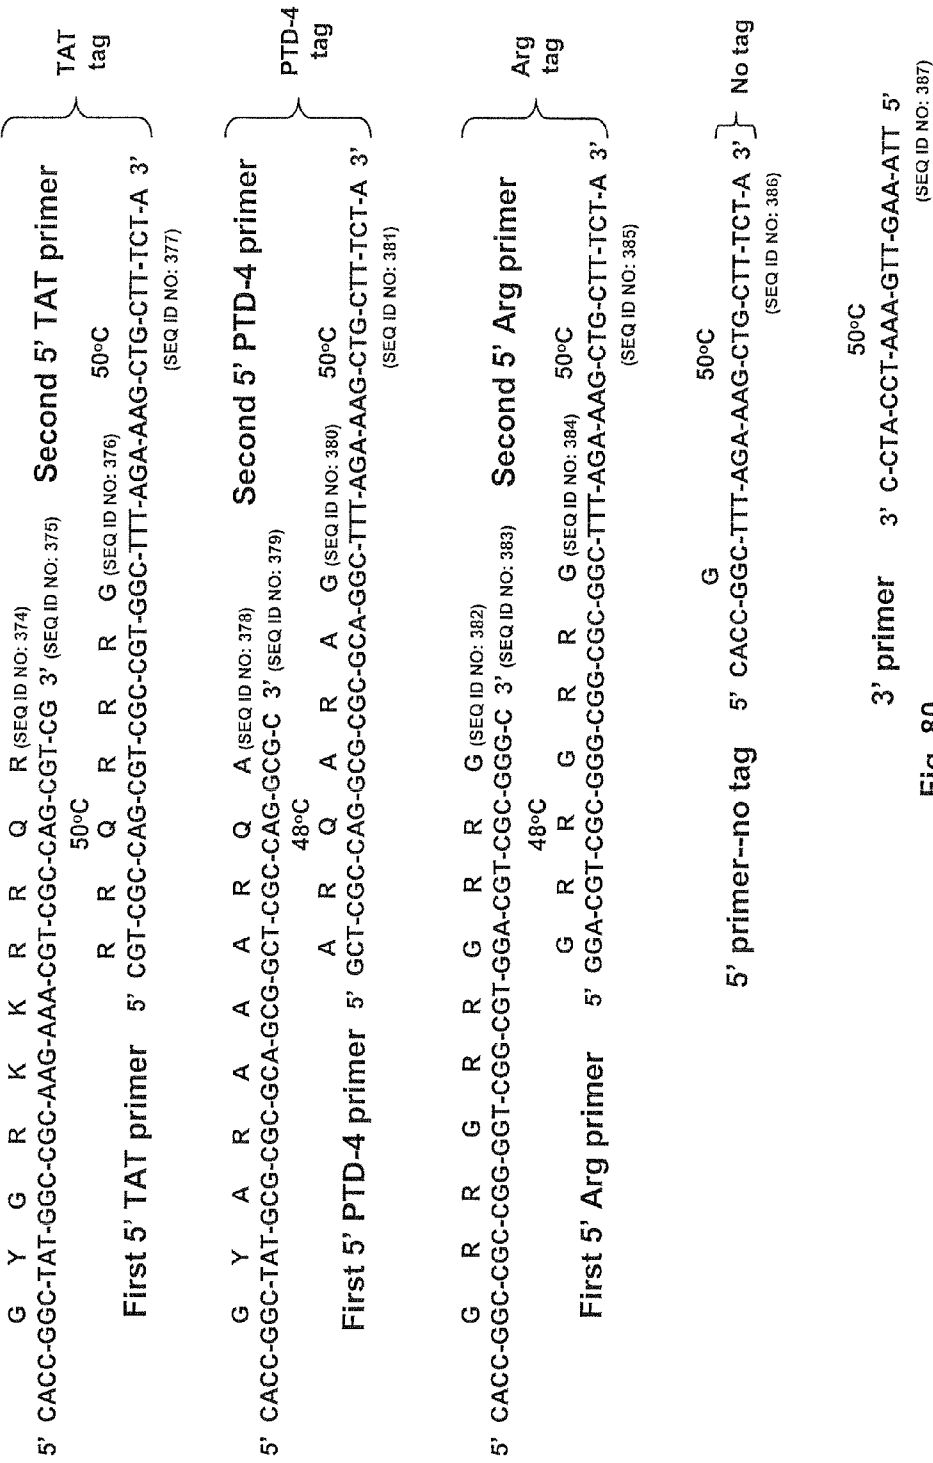 G Y G R K K R R Q R (SEQ ID NO: 374)
5' CACC-GGC-TAT-GGC-CGC-AAG-AAA-CGT-CGC-CAG-CGT-CG 3' (SEQ ID NO: 375)
Second 5' TAT primer
50°C
R R Q R R R G (SEQ ID NO: 376)
50°C
First 5' TAT primer
5' CGT-CGC-CAG-CGT-CGC-CGT-GGC-TTT-AGA-AAG-CTG-CTT-TCT-A 3'
(SEQ ID NO: 377)
TAT
tag
G Y A R A A A R Q A (SEQ ID NO: 378)
5' CACC-GGC-TAT-GCG-CGC-GCA-GCG-GCT-CGC-CAG-GCG-C 3' (SEQ ID NO: 379)
Second 5' PTD-4 primer
48°C
A R Q A R A G (SEQ ID NO: 380)
50°C
First 5' PTD-4 primer
5' GCT-CGC-CAG-GCG-CGC-GCA-GGC-TTT-AGA-AAG-CTG-CTT-TCT-A 3'
(SEQ ID NO: 381)
PTD-4
tag
G R R G R R G R R G (SEQ ID NO: 382)
5' CACC-GGC-CGC-CGG-GGT-CGG-CGT-GGA-CGT-CGC-GGG-C 3' (SEQ ID NO: 383)
Second 5' Arg primer
48°C
G R R G R R G (SEQ ID NO: 384)
50°C
First 5' Arg primer
5' GGA-CGT-CGC-GGG-CGG-CGC-GGC-TTT-AGA-AAG-CTG-CTT-TCT-A 3'
(SEQ ID NO: 385)
Arg
tag
G
50°C
5' primer--no tag
5' CACC-GGC-TTT-AGA-AAG-CTG-CTT-TCT-A 3'
No tag
(SEQ ID NO: 386)
50°C
3' primer
3' C-CTA-CCT-AAA-GTT-GAA-ATT 5'
(SEQ ID NO: 387)